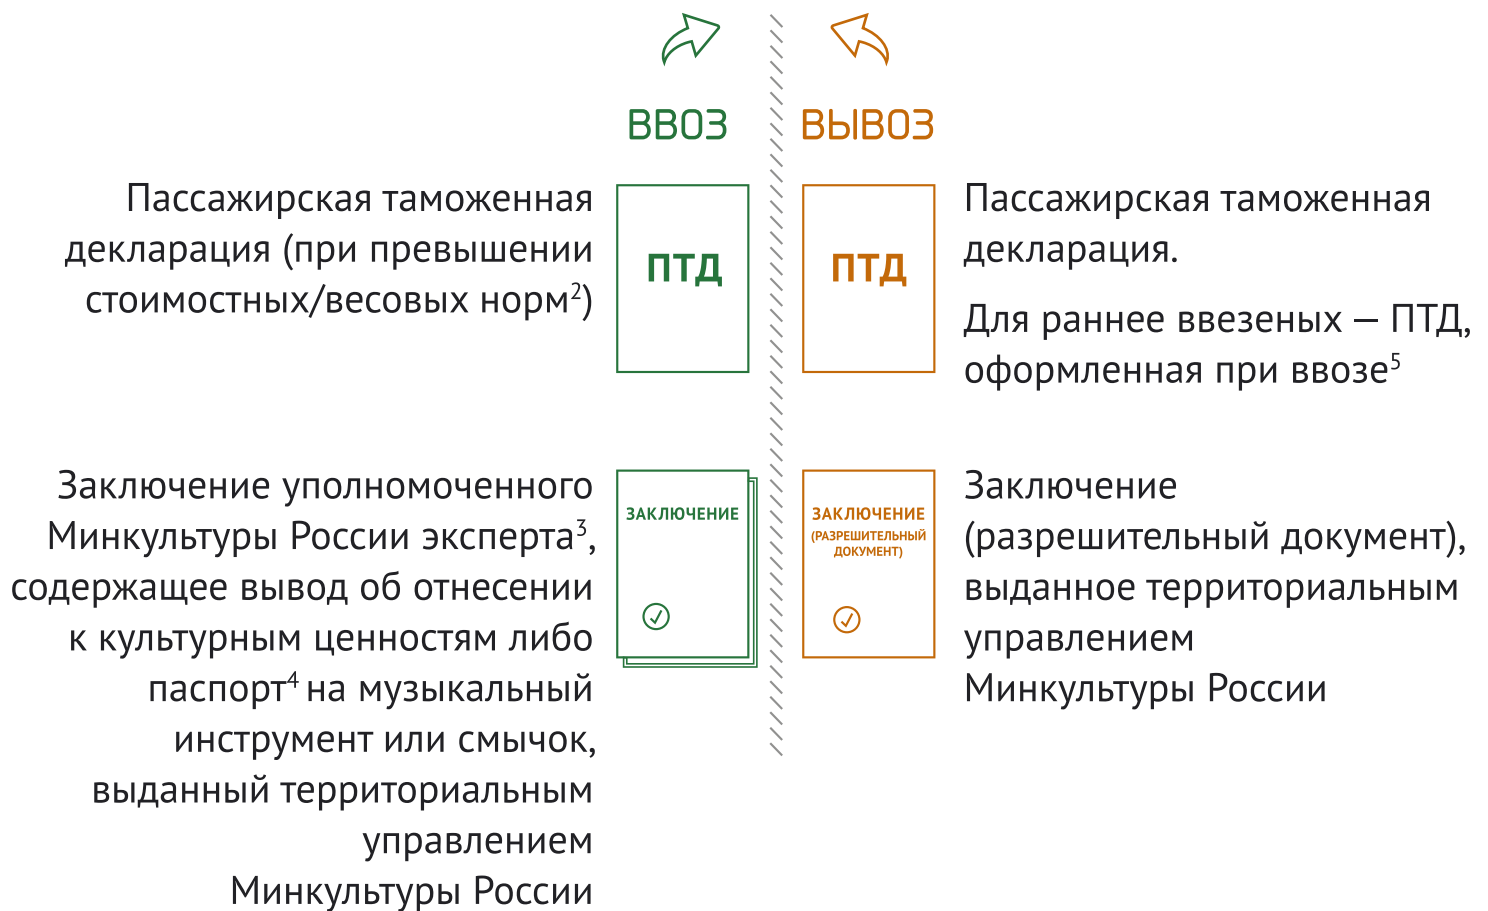 ВВОЗ
ВЫВОЗ
Пассажирская таможенная
декларация (при превышении
стоимостных/весовых норм²)
ПТД
ПТД
Пассажирская таможенная
декларация.
Для раннее ввезеных — ПТД,
оформленная при ввозе⁵
Заключение уполномоченного
Минкультуры России эксперта³,
содержащее вывод об отнесении
к культурным ценностям либо
паспорт⁴ на музыкальный
инструмент или смычок,
выданный территориальным
управлением
Минкультуры России
ЗАКЛЮЧЕНИЕ
ЗАКЛЮЧЕНИЕ
(РАЗРЕШИТЕЛЬНЫЙ
ДОКУМЕНТ)
Заключение
(разрешительный документ),
выданное территориальным
управлением
Минкультуры России